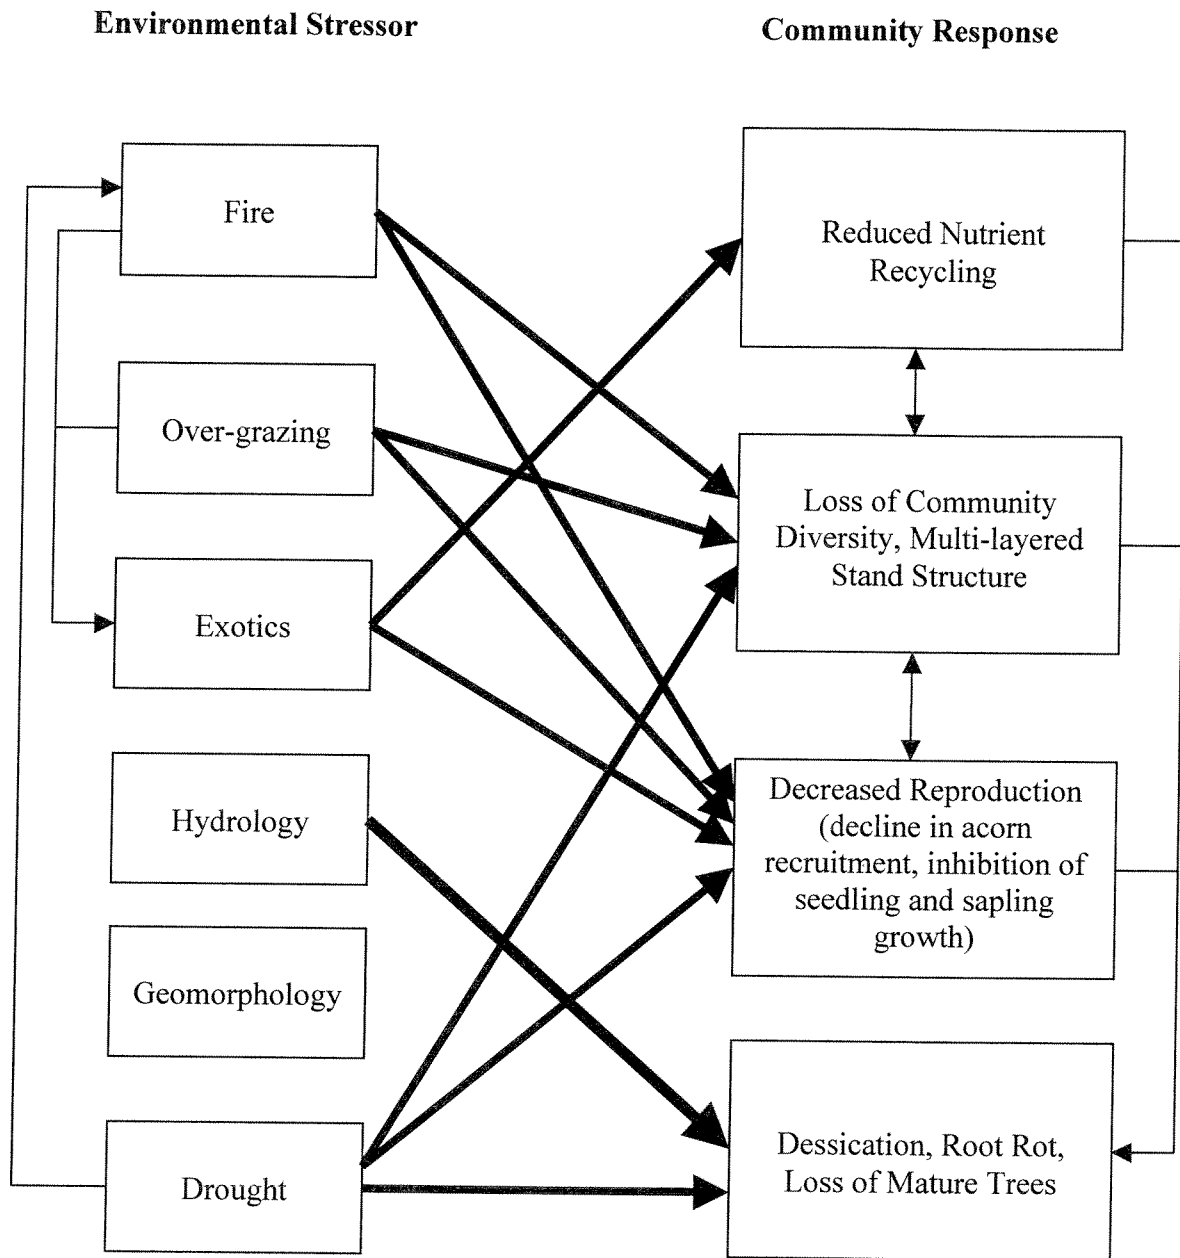 Environmental Stressor
Community Response
Fire
Over-grazing
Exotics
Hydrology
Geomorphology
Drought
Reduced Nutrient
Recycling
Loss of Community
Diversity, Multi-layered
Stand Structure
Decreased Reproduction
(decline in acorn
recruitment, inhibition of
seedling and sapling
growth)
Dessication, Root Rot,
Loss of Mature Trees